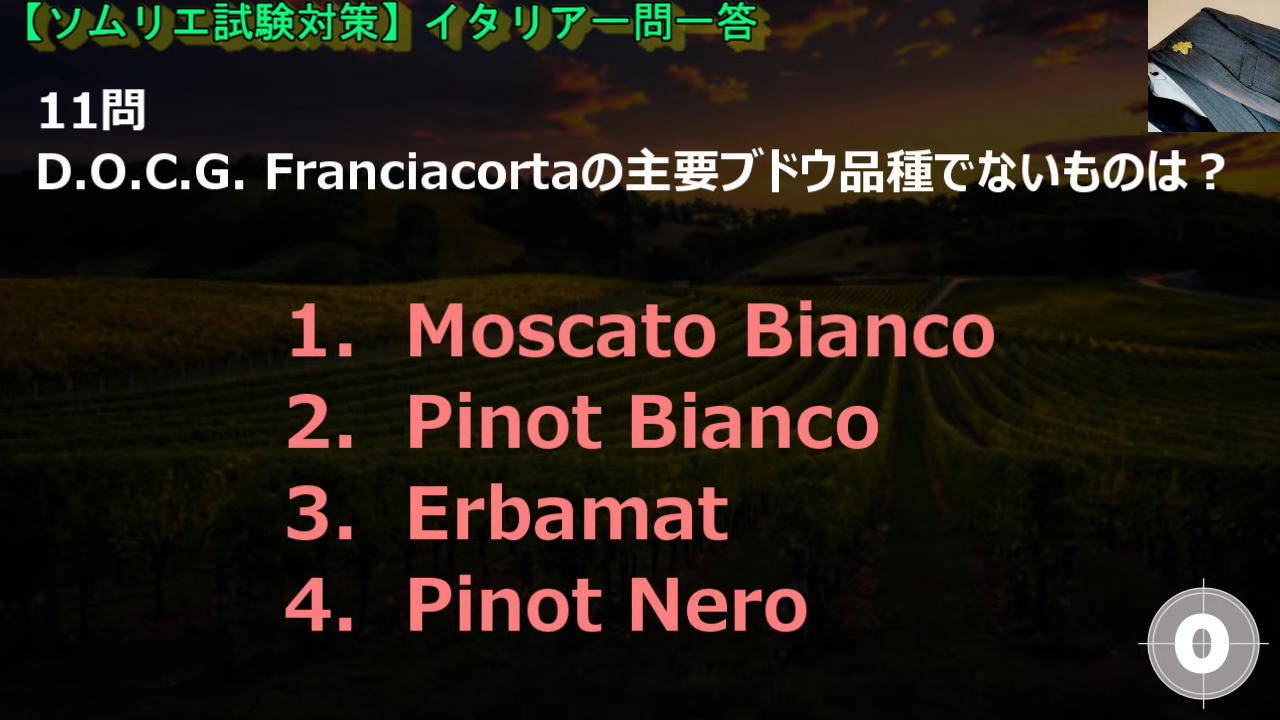 【ソムリエ試験対策】イタリア一問一答
11問
D.O.C.G. Franciacortaの主要ブドウ品種でないものは？
1. Moscato Bianco
2. Pinot Bianco
3. Erbamat
4. Pinot Nero
0